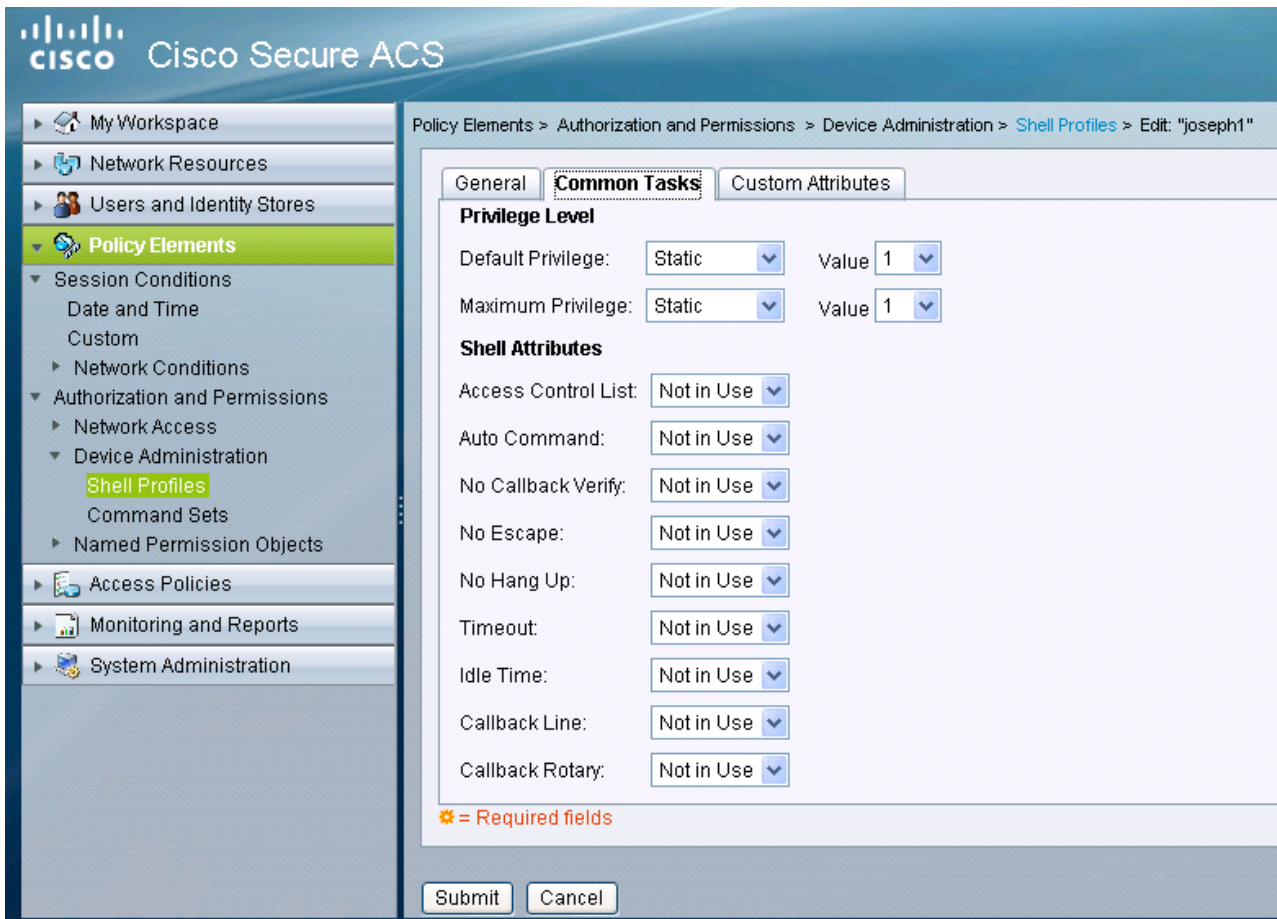 CISCO Cisco Secure ACS
My Workspace
Network Resources
Users and Identity Stores
Policy Elements
Session Conditions
Date and Time
Custom
Network Conditions
Authorization and Permissions
Network Access
Device Administration
Shell Profiles
Command Sets
Named Permission Objects
Access Policies
Monitoring and Reports
System Administration
Policy Elements > Authorization and Permissions > Device Administration > Shell Profiles > Edit: "joseph1"
General Common Tasks Custom Attributes
Privilege Level
Default Privilege: Static Value 1
Maximum Privilege: Static Value 1
Shell Attributes
Access Control List: Not in Use
Auto Command: Not in Use
No Callback Verify: Not in Use
No Escape: Not in Use
No Hang Up: Not in Use
Timeout: Not in Use
Idle Time: Not in Use
Callback Line: Not in Use
Callback Rotary: Not in Use
= Required fields
Submit Cancel